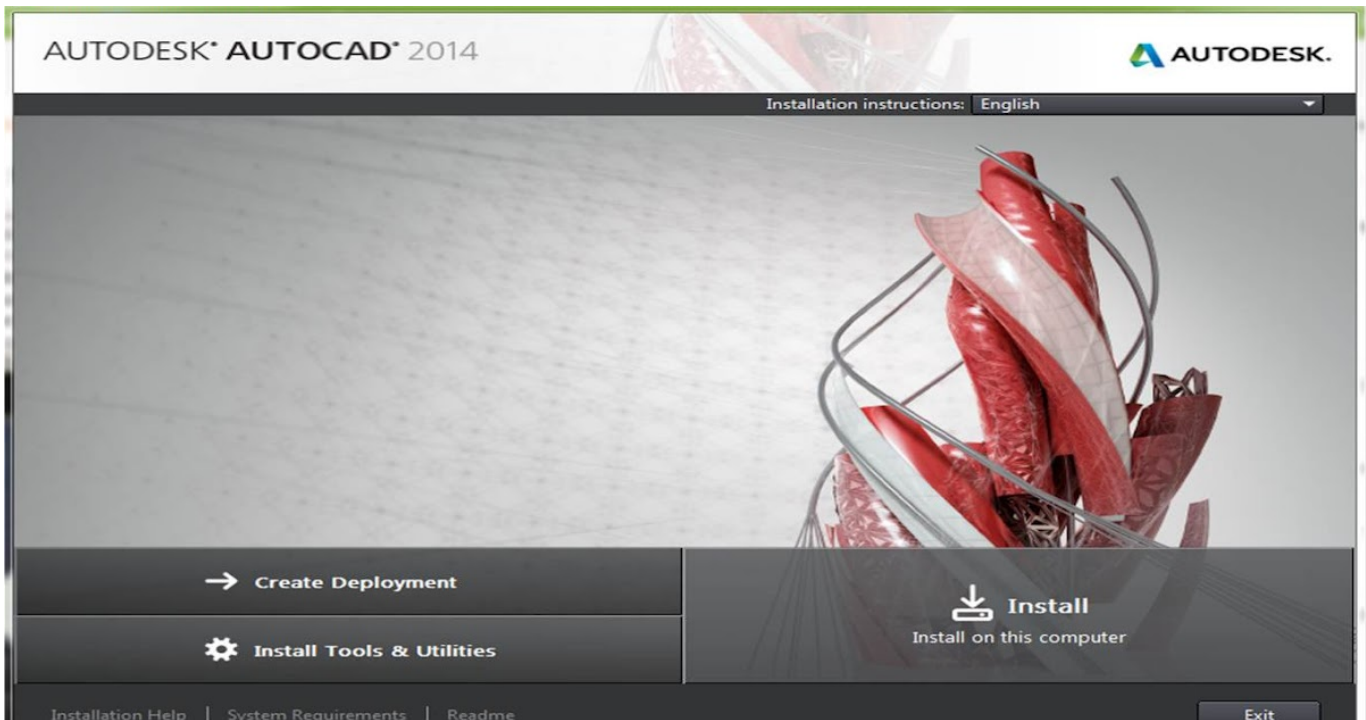 AUTODESK® AUTOCAD® 2014
AUTODESK.
Installation instructions: English
Create Deployment
Install
Install on this computer
Install Tools & Utilities
Installation Help | System Requirements | Readme
Exit